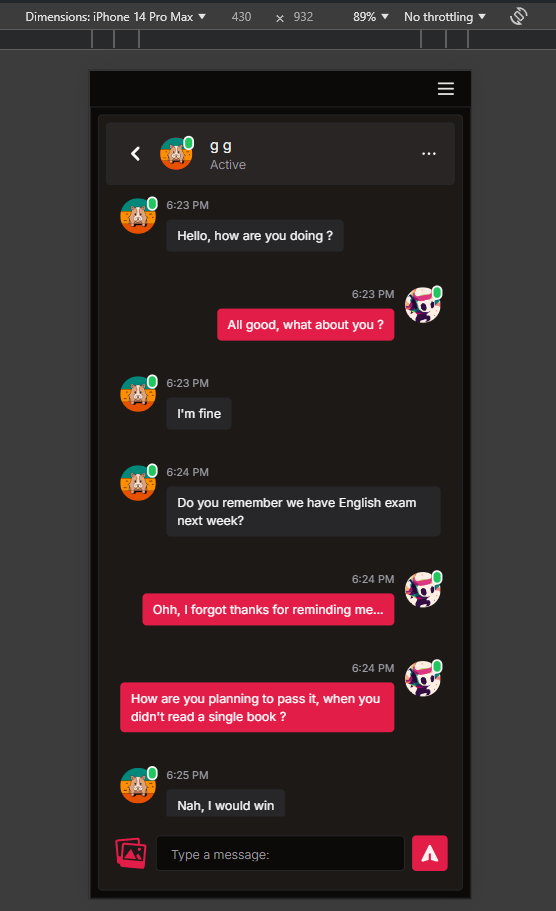 Dimensions: iPhone 14 Pro Max ▼ 430 × 932 89% ▼ No throttling ▼
g g
Active
6:23 PM
Hello, how are you doing ?
6:23 PM
All good, what about you ?
6:23 PM
I'm fine
6:24 PM
Do you remember we have English exam
next week?
6:24 PM
Ohh, I forgot thanks for reminding me...
6:24 PM
How are you planning to pass it, when you
didn't read a single book ?
6:25 PM
Nah, I would win
Type a message: